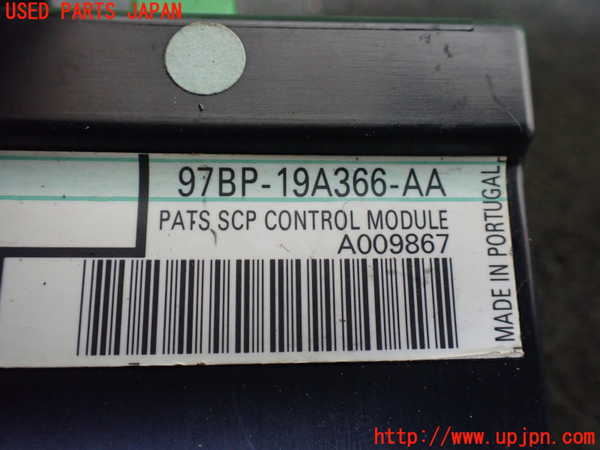 USED PARTS JAPAN
97BP-19A366-AA
PATS SCP CONTROL MODULE
A009867
MADE IN PORTUGAL
http://www.upjpn.com